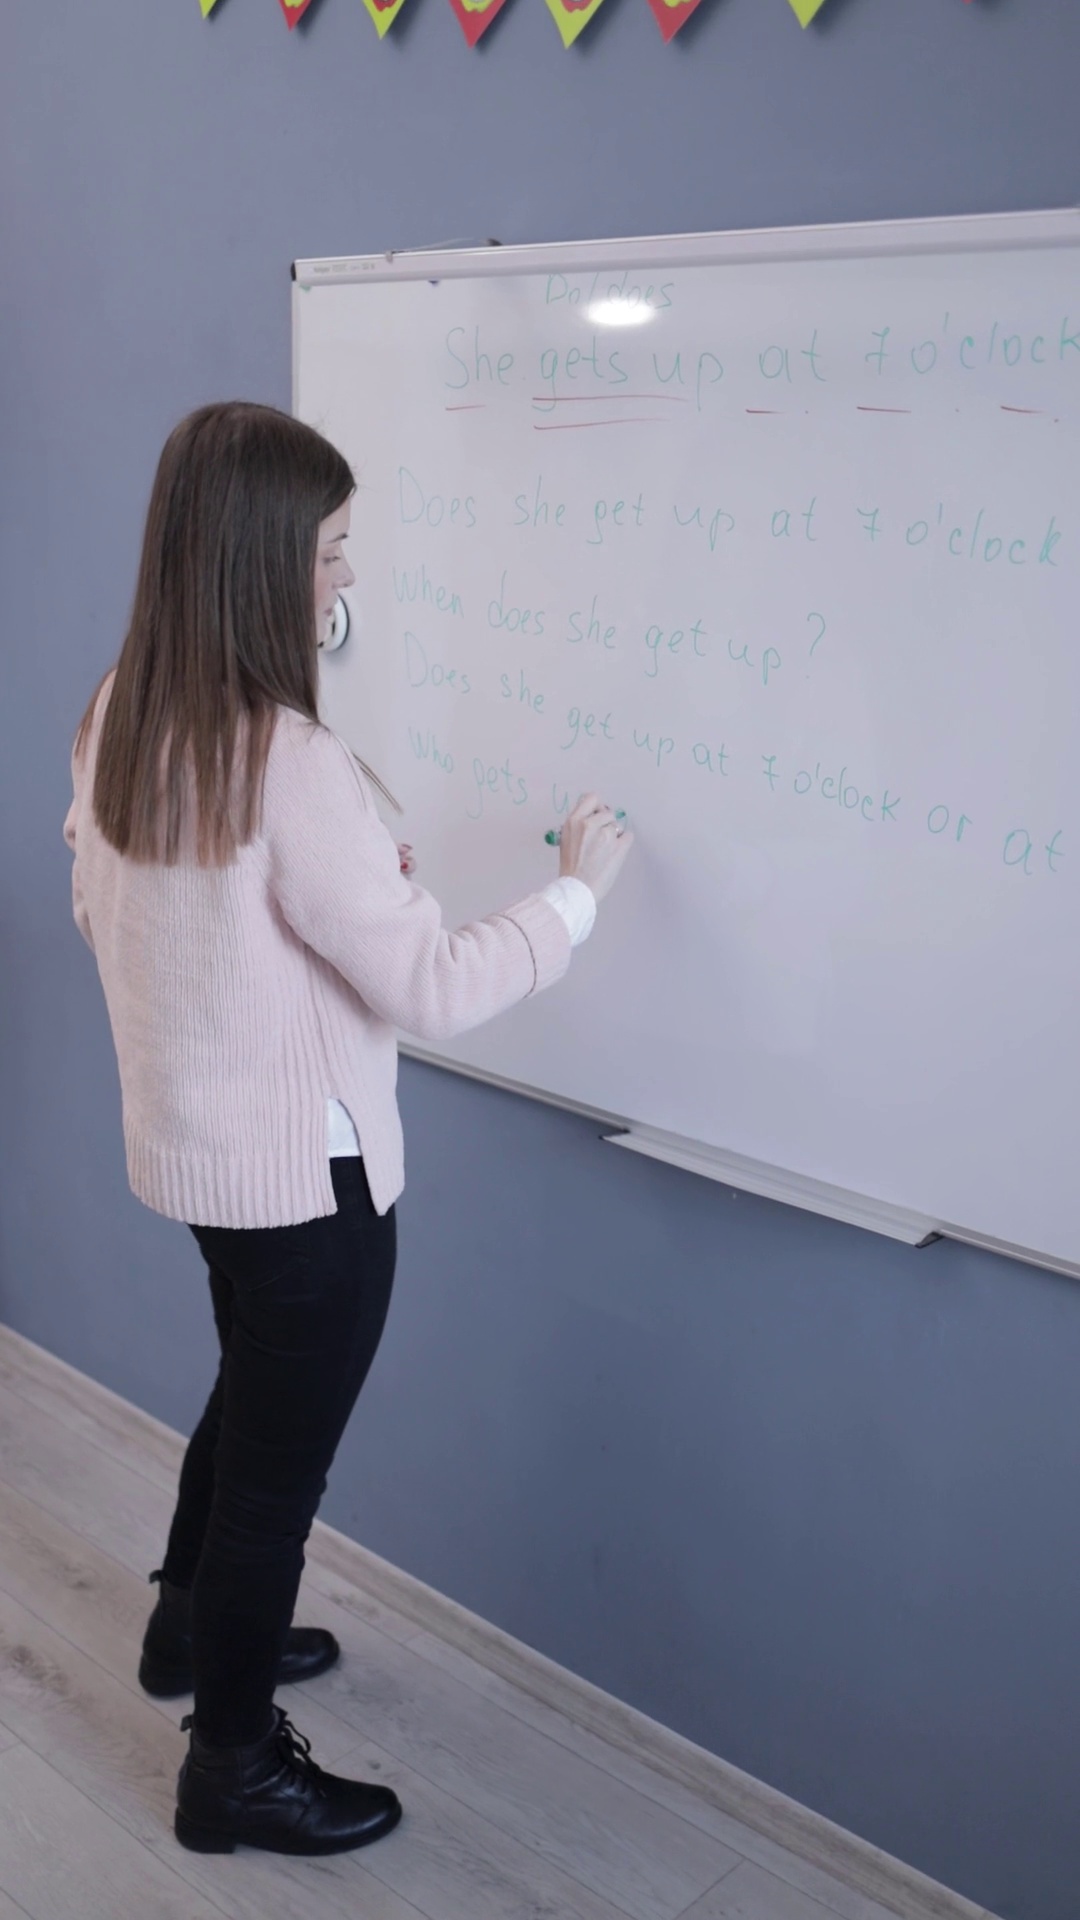 Do/does
She gets up at 7 o'clock
Does she get up at 7 o'clock
When does she get up ?
Does she get up at 7 o'clock or at
Who gets